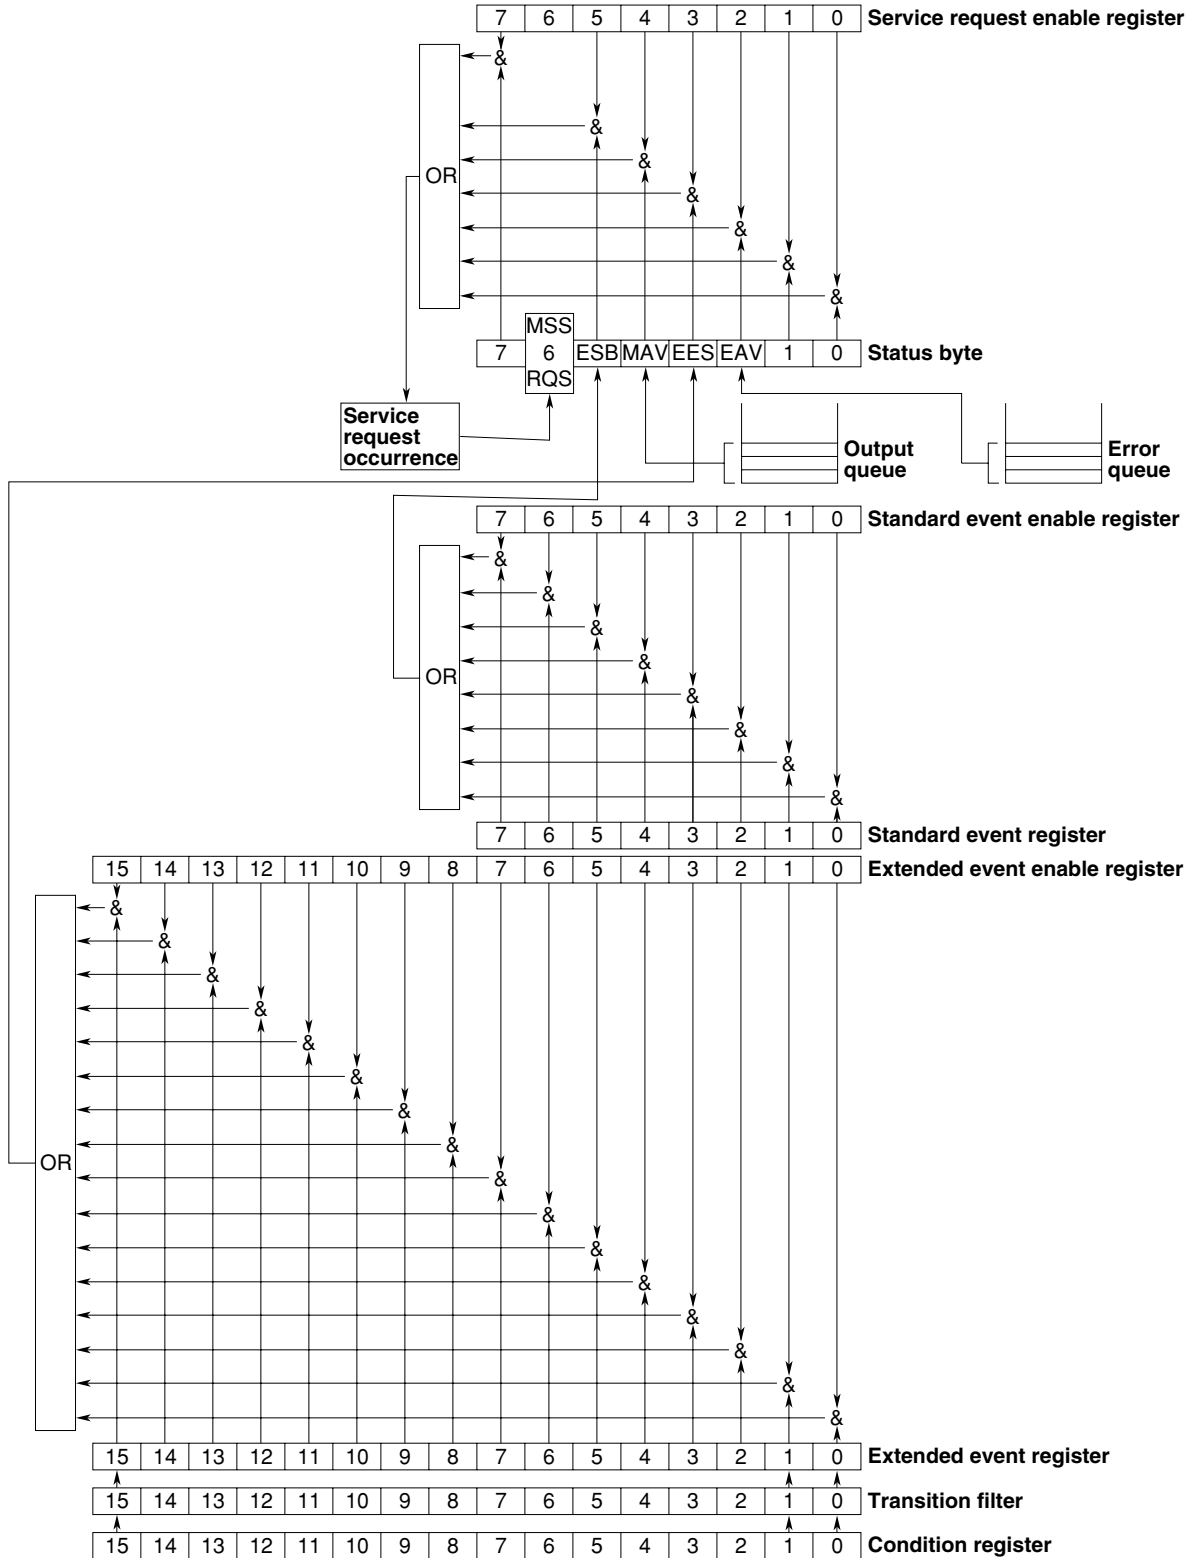 7 6 5 4 3 2 1 0 Service request enable register
&
&
&
OR
&
&
&
&
MSS
7 6 ESB MAV EES EAV 1 0 Status byte
RQS
Service
request
occurrence
Output
queue
Error
queue
7 6 5 4 3 2 1 0 Standard event enable register
&
&
&
&
OR
&
&
&
&
7 6 5 4 3 2 1 0 Standard event register
15 14 13 12 11 10 9 8 7 6 5 4 3 2 1 0 Extended event enable register
&
&
&
&
&
&
&
&
OR
&
&
&
&
&
&
&
&
15 14 13 12 11 10 9 8 7 6 5 4 3 2 1 0 Extended event register
15 14 13 12 11 10 9 8 7 6 5 4 3 2 1 0 Transition filter
15 14 13 12 11 10 9 8 7 6 5 4 3 2 1 0 Condition register